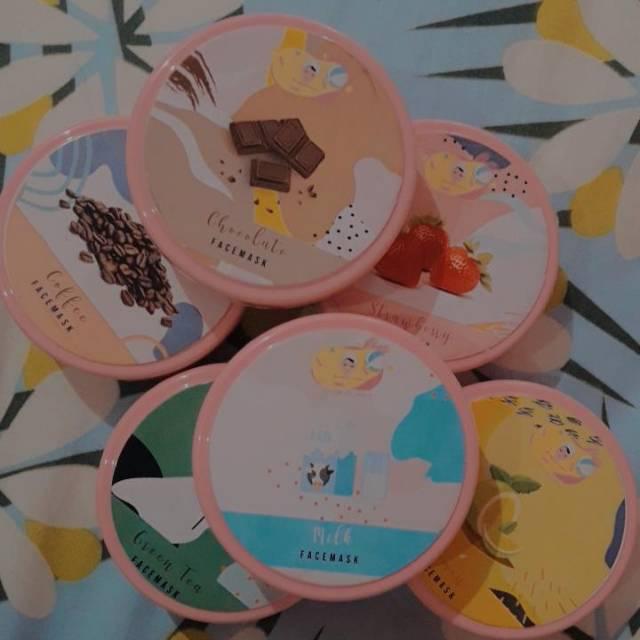 Chocolate
FACEMASK
Coffee
FACEMASK
Strawberry
Milk
FACEMASK
Green Tea
FACEMASK
FACEMASK